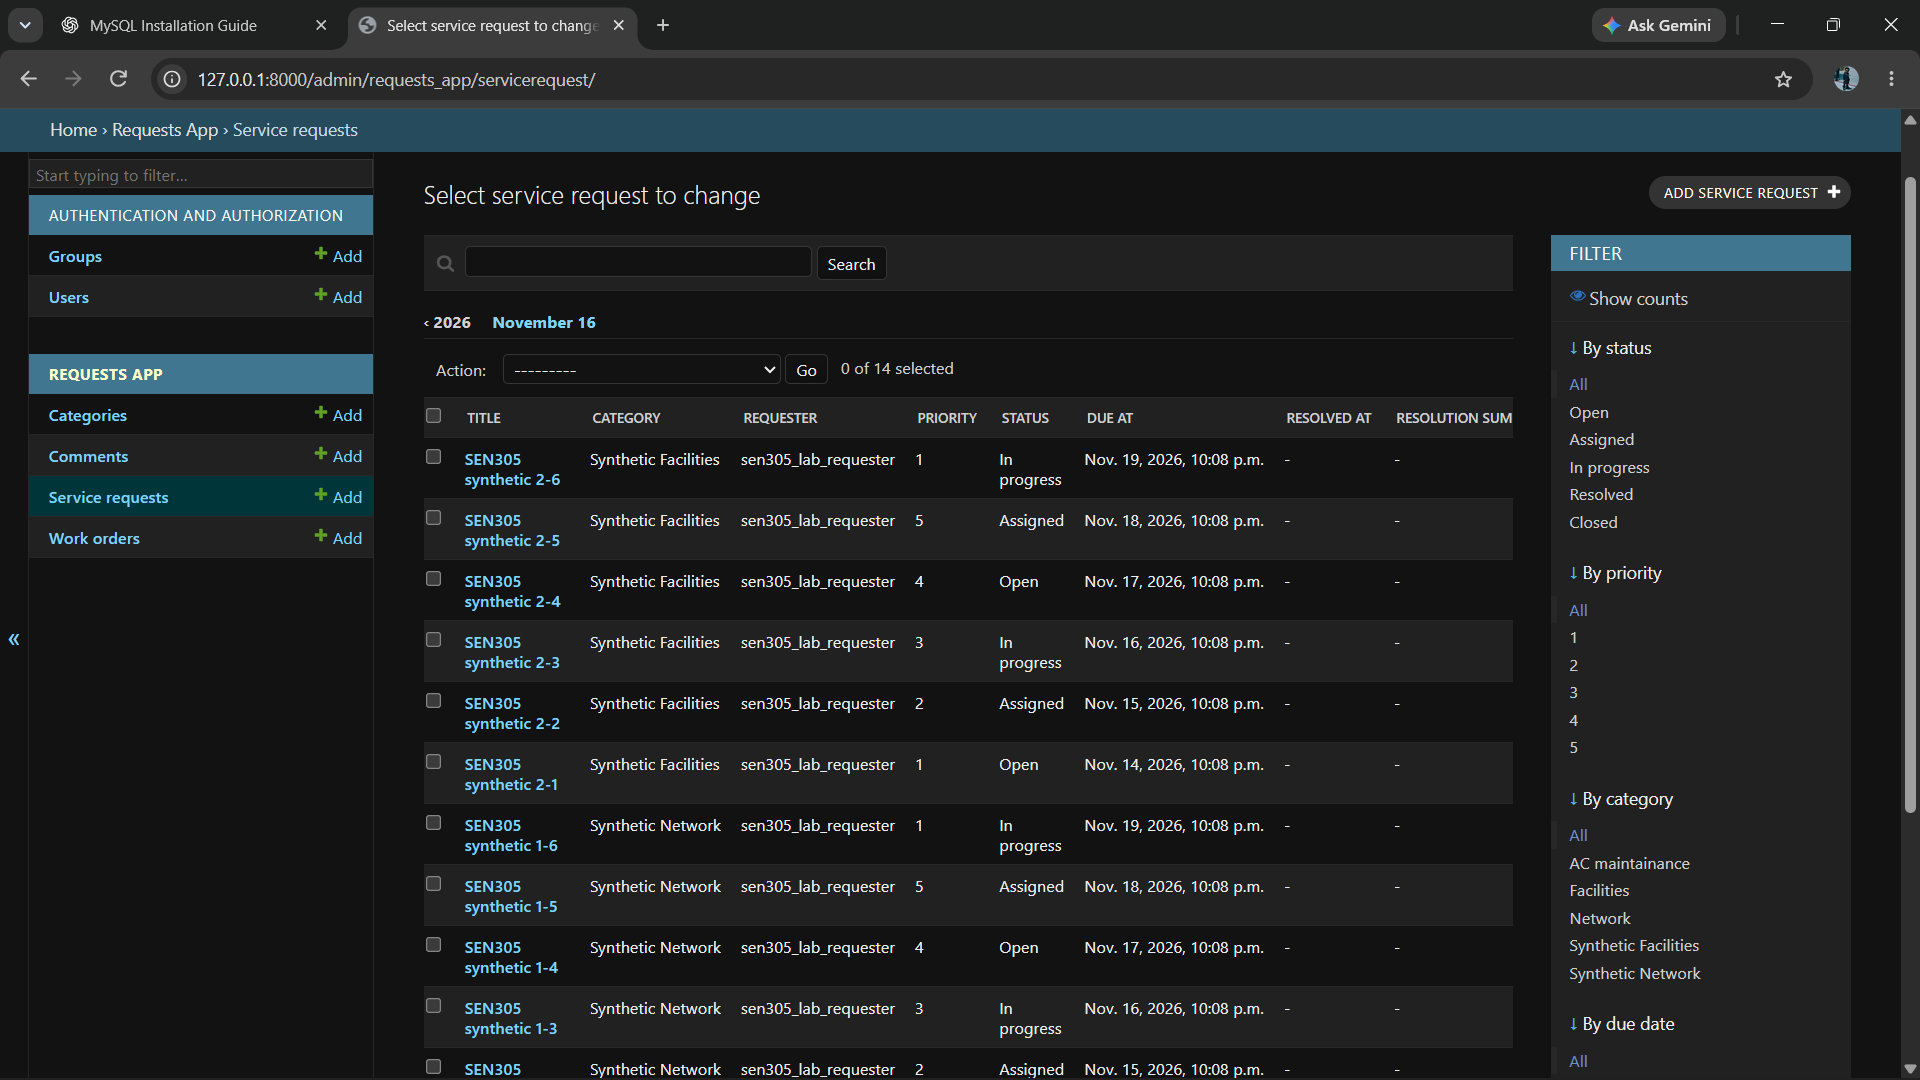 MySQL Installation Guide
Select service request to change
Ask Gemini
127.0.0.1:8000/admin/requests_app/servicerequest/
Home › Requests App › Service requests
Start typing to filter...
AUTHENTICATION AND AUTHORIZATION
Groups + Add
Users + Add
REQUESTS APP
Categories + Add
Comments + Add
Service requests + Add
Work orders + Add
«
Select service request to change
ADD SERVICE REQUEST +
Search
‹ 2026 November 16
Action: --------- Go 0 of 14 selected
TITLE CATEGORY REQUESTER PRIORITY STATUS DUE AT RESOLVED AT RESOLUTION SUM
SEN305 synthetic 2-6 Synthetic Facilities sen305_lab_requester 1 In progress Nov. 19, 2026, 10:08 p.m. - -
SEN305 synthetic 2-5 Synthetic Facilities sen305_lab_requester 5 Assigned Nov. 18, 2026, 10:08 p.m. - -
SEN305 synthetic 2-4 Synthetic Facilities sen305_lab_requester 4 Open Nov. 17, 2026, 10:08 p.m. - -
SEN305 synthetic 2-3 Synthetic Facilities sen305_lab_requester 3 In progress Nov. 16, 2026, 10:08 p.m. - -
SEN305 synthetic 2-2 Synthetic Facilities sen305_lab_requester 2 Assigned Nov. 15, 2026, 10:08 p.m. - -
SEN305 synthetic 2-1 Synthetic Facilities sen305_lab_requester 1 Open Nov. 14, 2026, 10:08 p.m. - -
SEN305 synthetic 1-6 Synthetic Network sen305_lab_requester 1 In progress Nov. 19, 2026, 10:08 p.m. - -
SEN305 synthetic 1-5 Synthetic Network sen305_lab_requester 5 Assigned Nov. 18, 2026, 10:08 p.m. - -
SEN305 synthetic 1-4 Synthetic Network sen305_lab_requester 4 Open Nov. 17, 2026, 10:08 p.m. - -
SEN305 synthetic 1-3 Synthetic Network sen305_lab_requester 3 In progress Nov. 16, 2026, 10:08 p.m. - -
SEN305 Synthetic Network sen305_lab_requester 2 Assigned Nov. 15, 2026, 10:08 p.m. - -
FILTER
Show counts
↓ By status
All
Open
Assigned
In progress
Resolved
Closed
↓ By priority
All
1
2
3
4
5
↓ By category
All
AC maintainance
Facilities
Network
Synthetic Facilities
Synthetic Network
↓ By due date
All